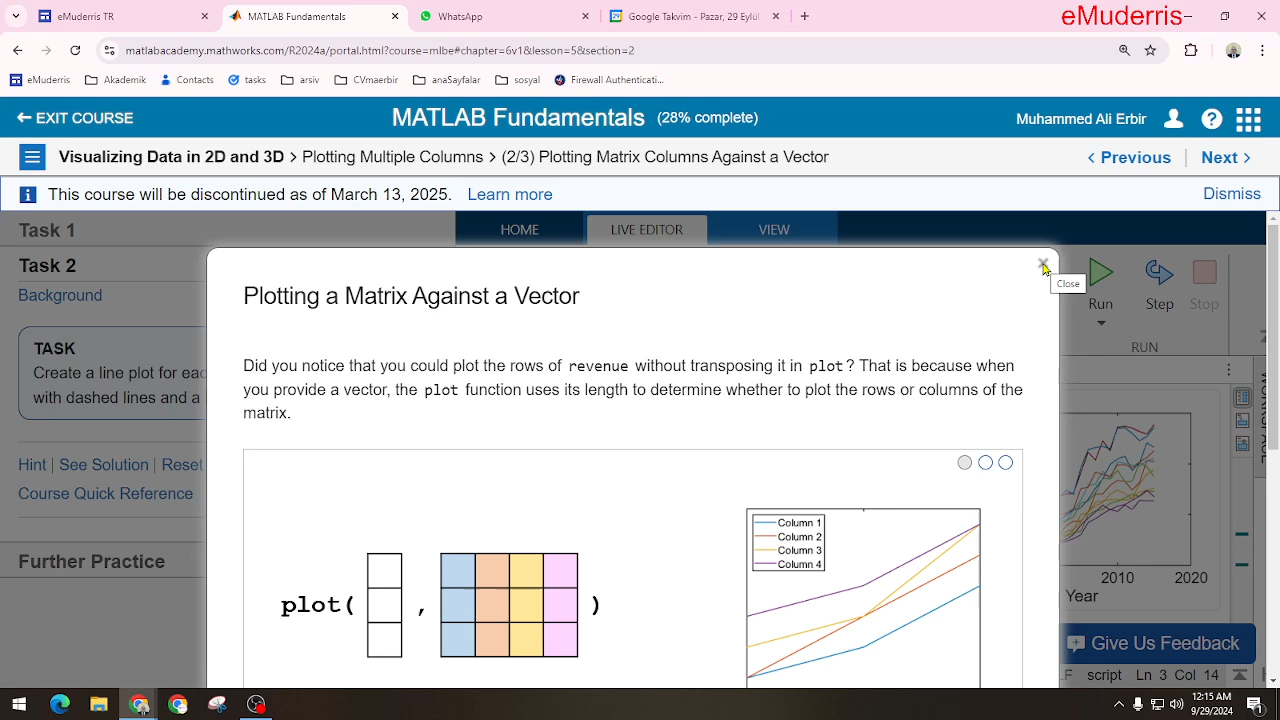 eMuderris TR
MATLAB Fundamentals
WhatsApp
Google Takvim - Pazar, 29 Eylül
eMuderris
matlabacademy.mathworks.com/R2024a/portal.html?course=mlbe#chapter=6v1&lesson=5&section=2
eMuderris
Akademik
Contacts
tasks
arsiv
CVmaerbir
anaSayfalar
sosyal
Firewall Authenticati...
← EXIT COURSE
MATLAB Fundamentals (28% complete)
Muhammed Ali Erbir
Visualizing Data in 2D and 3D > Plotting Multiple Columns > (2/3) Plotting Matrix Columns Against a Vector
< Previous
Next >
This course will be discontinued as of March 13, 2025. Learn more
Dismiss
Task 1
HOME
LIVE EDITOR
VIEW
Task 2
Background
Close
Run
Step
Stop
RUN
Plotting a Matrix Against a Vector
TASK
Create a line plot for eac
with dashed lines and a
Did you notice that you could plot the rows of revenue without transposing it in plot? That is because when
you provide a vector, the plot function uses its length to determine whether to plot the rows or columns of the
matrix.
Hint | See Solution | Reset
Course Quick Reference
Further Practice
plot( , )
Column 1
Column 2
Column 3
Column 4
2010
2020
Year
Give Us Feedback
script Ln 3 Col 14
12:15 AM
9/29/2024